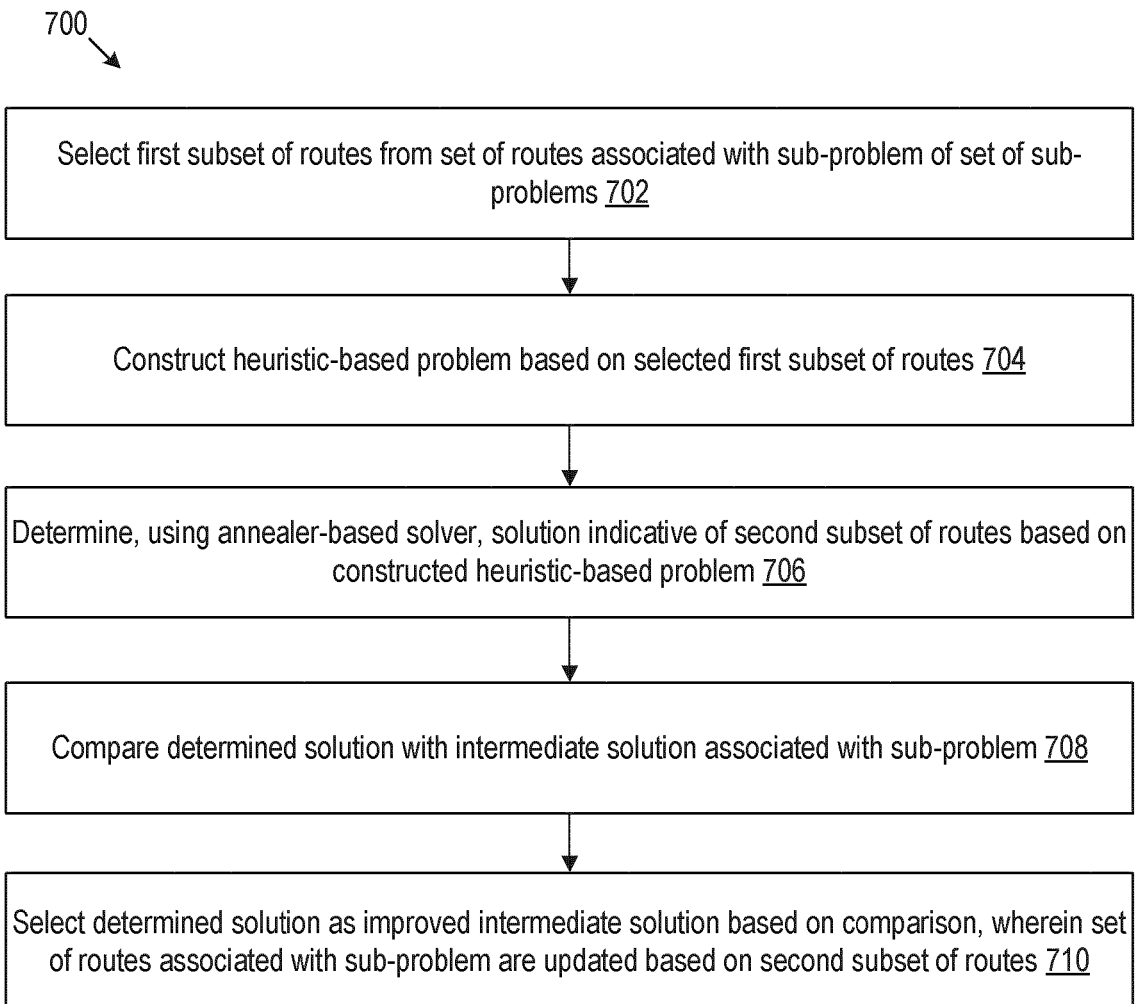 700
Select first subset of routes from set of routes associated with sub-problem of set of sub-
problems 702
Construct heuristic-based problem based on selected first subset of routes 704
Determine, using annealer-based solver, solution indicative of second subset of routes based on
constructed heuristic-based problem 706
Compare determined solution with intermediate solution associated with sub-problem 708
Select determined solution as improved intermediate solution based on comparison, wherein set
of routes associated with sub-problem are updated based on second subset of routes 710